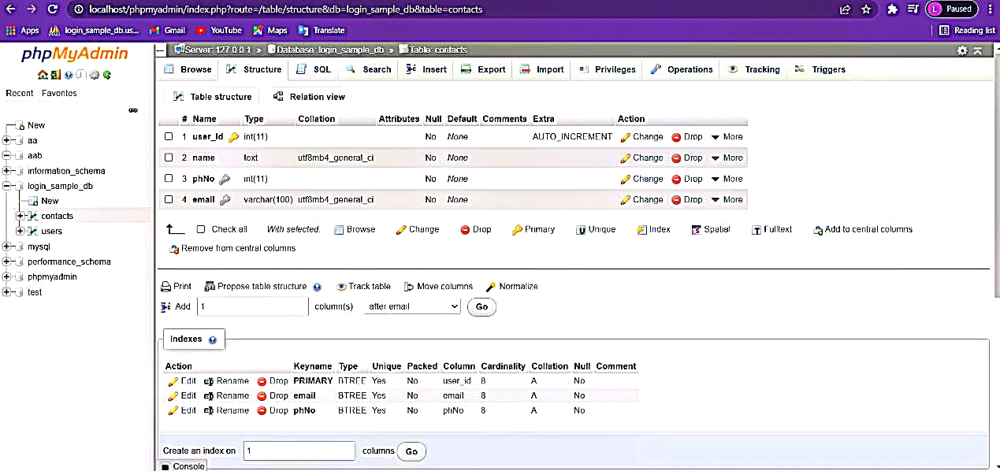 localhost/phpmyadmin/index.php?route=/table/structure&db=login_sample_db&table=contacts
L Paused
Apps login_sample_db.us... Gmail YouTube Maps Translate Reading list
phpMyAdmin
Recent Favorites
New
aa
aab
information_schema
login_sample_db
New
contacts
users
mysql
performance_schema
phpmyadmin
test
Server: 127.0.0.1 » Database: login_sample_db » Table: contacts
Browse Structure SQL Search Insert Export Import Privileges Operations Tracking Triggers
Table structure Relation view
# Name Type Collation Attributes Null Default Comments Extra Action
1 user_id int(11) No None AUTO_INCREMENT Change Drop More
2 name text utf8mb4_general_ci No None Change Drop More
3 phNo int(11) No None Change Drop More
4 email varchar(100) utf8mb4_general_ci No None Change Drop More
Check all With selected: Browse Change Drop Primary Unique Index Spatial Fulltext Add to central columns
Remove from central columns
Print Propose table structure Track table Move columns Normalize
Add 1 column(s) after email Go
Indexes
Action Keyname Type Unique Packed Column Cardinality Collation Null Comment
Edit Rename Drop PRIMARY BTREE Yes No user_id 8 A No
Edit Rename Drop email BTREE Yes No email 8 A No
Edit Rename Drop phNo BTREE Yes No phNo 8 A No
Create an index on 1 columns Go
Console